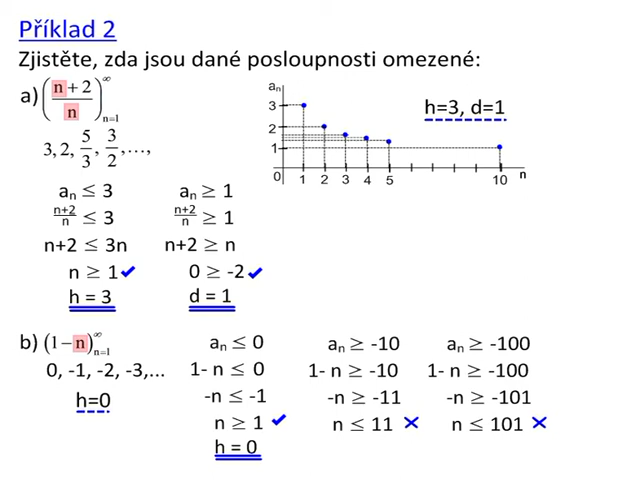 Příklad 2
Zjistěte, zda jsou dané posloupnosti omezené:
a) ((n + 2)/n)^∞_{n=1}
3, 2, 5/3, 3/2, ...,
aₙ
3
2
1
0 1 2 3 4 5 10 n
h=3, d=1
aₙ ≤ 3 aₙ ≥ 1
n+2/n ≤ 3 n+2/n ≥ 1
n+2 ≤ 3n n+2 ≥ n
n ≥ 1 ✓ 0 ≥ -2 ✓
h = 3 d = 1
b) (1 − n)^∞_{n=1} aₙ ≤ 0 aₙ ≥ -10 aₙ ≥ -100
0, -1, -2, -3,... 1- n ≤ 0 1- n ≥ -10 1- n ≥ -100
h=0 -n ≤ -1 -n ≥ -11 -n ≥ -101
n ≥ 1 ✓ n ≤ 11 × n ≤ 101 ×
h = 0